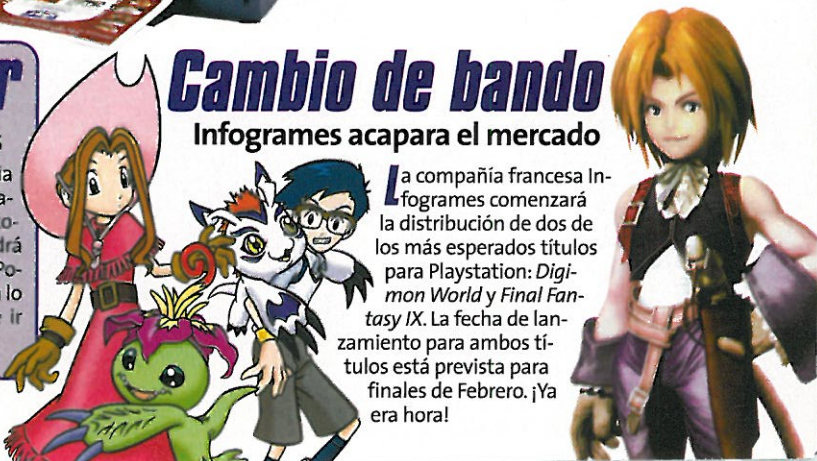 Cambio de bando
Infogrames acapara el mercado
La compañía francesa In-
fogrames comenzará
la distribución de dos de
los más esperados títulos
para Playstation: Digi-
mon World y Final Fan-
tasy IX. La fecha de lan-
zamiento para ambos tí-
tulos está prevista para
finales de Febrero. ¡Ya
era hora!